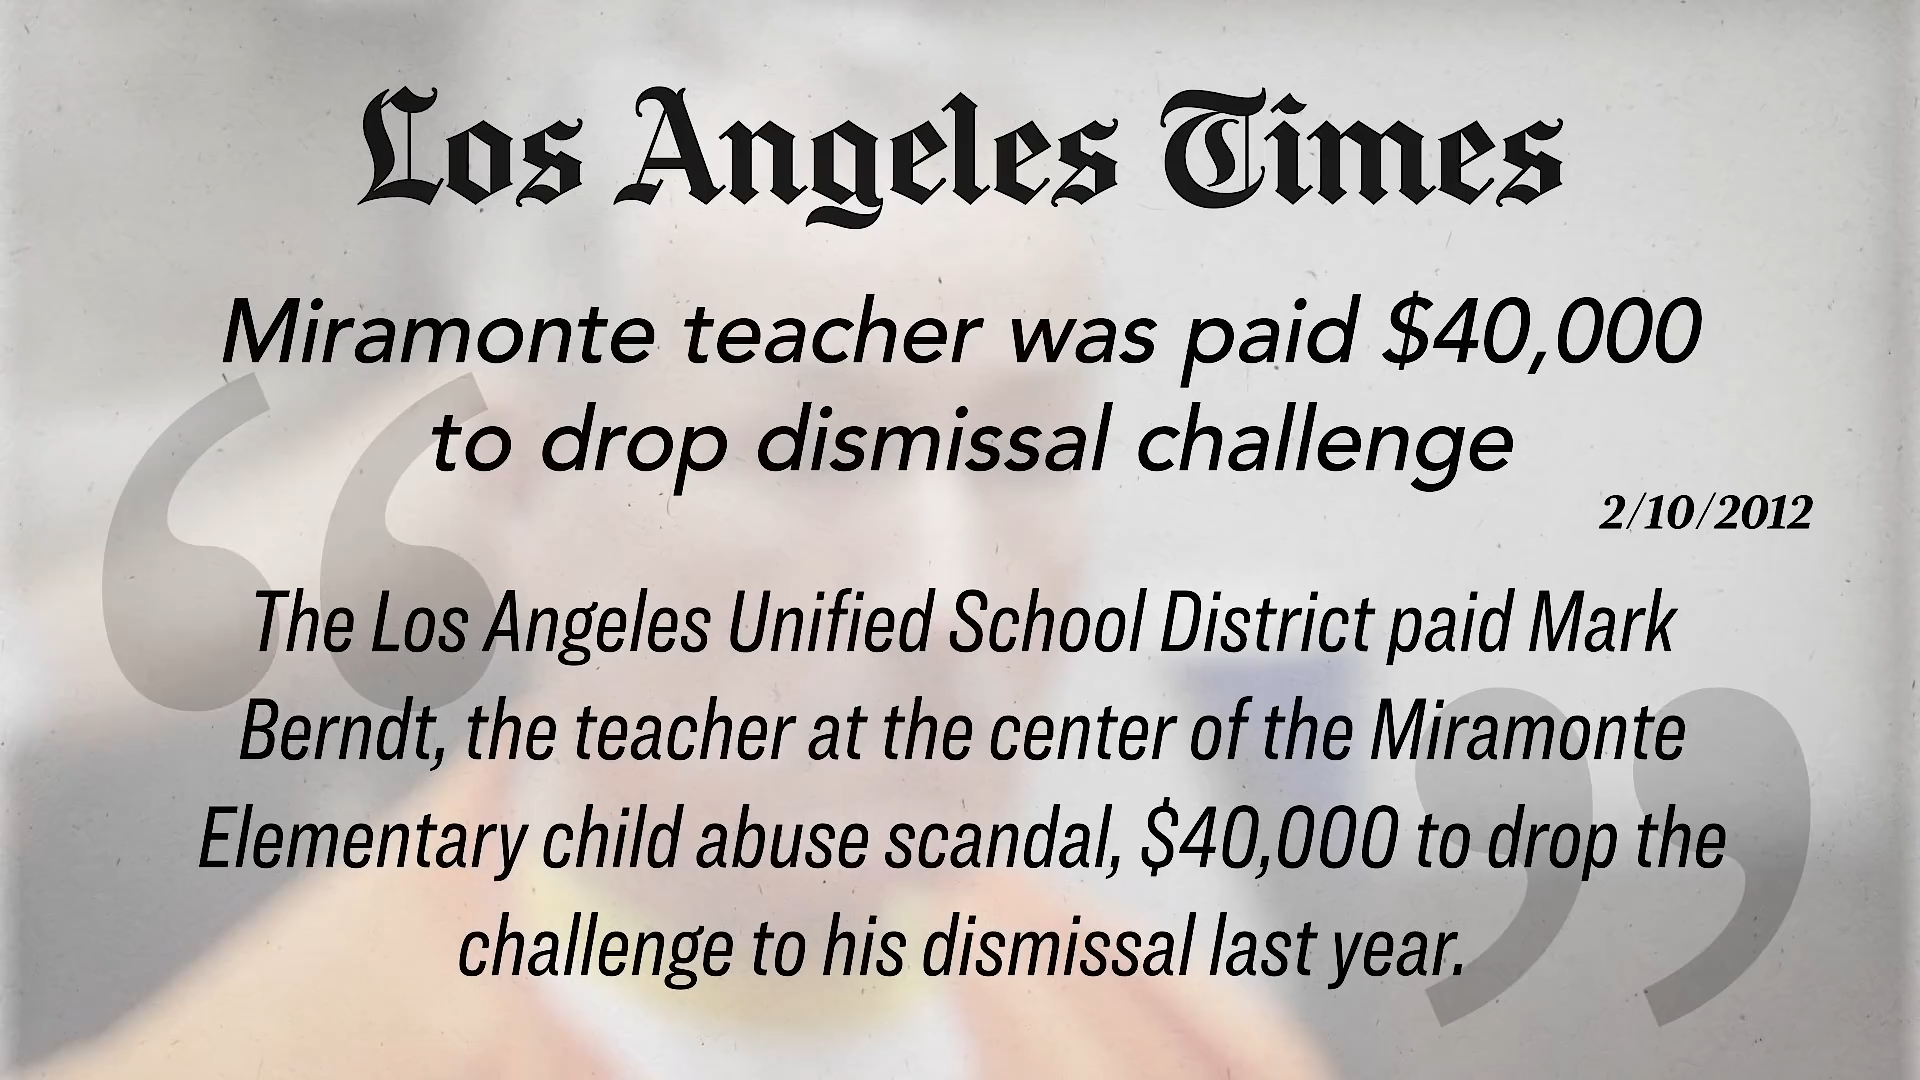 Los Angeles Times
Miramonte teacher was paid $40,000
to drop dismissal challenge
2/10/2012
“The Los Angeles Unified School District paid Mark
Berndt, the teacher at the center of the Miramonte
Elementary child abuse scandal, $40,000 to drop the
challenge to his dismissal last year.”